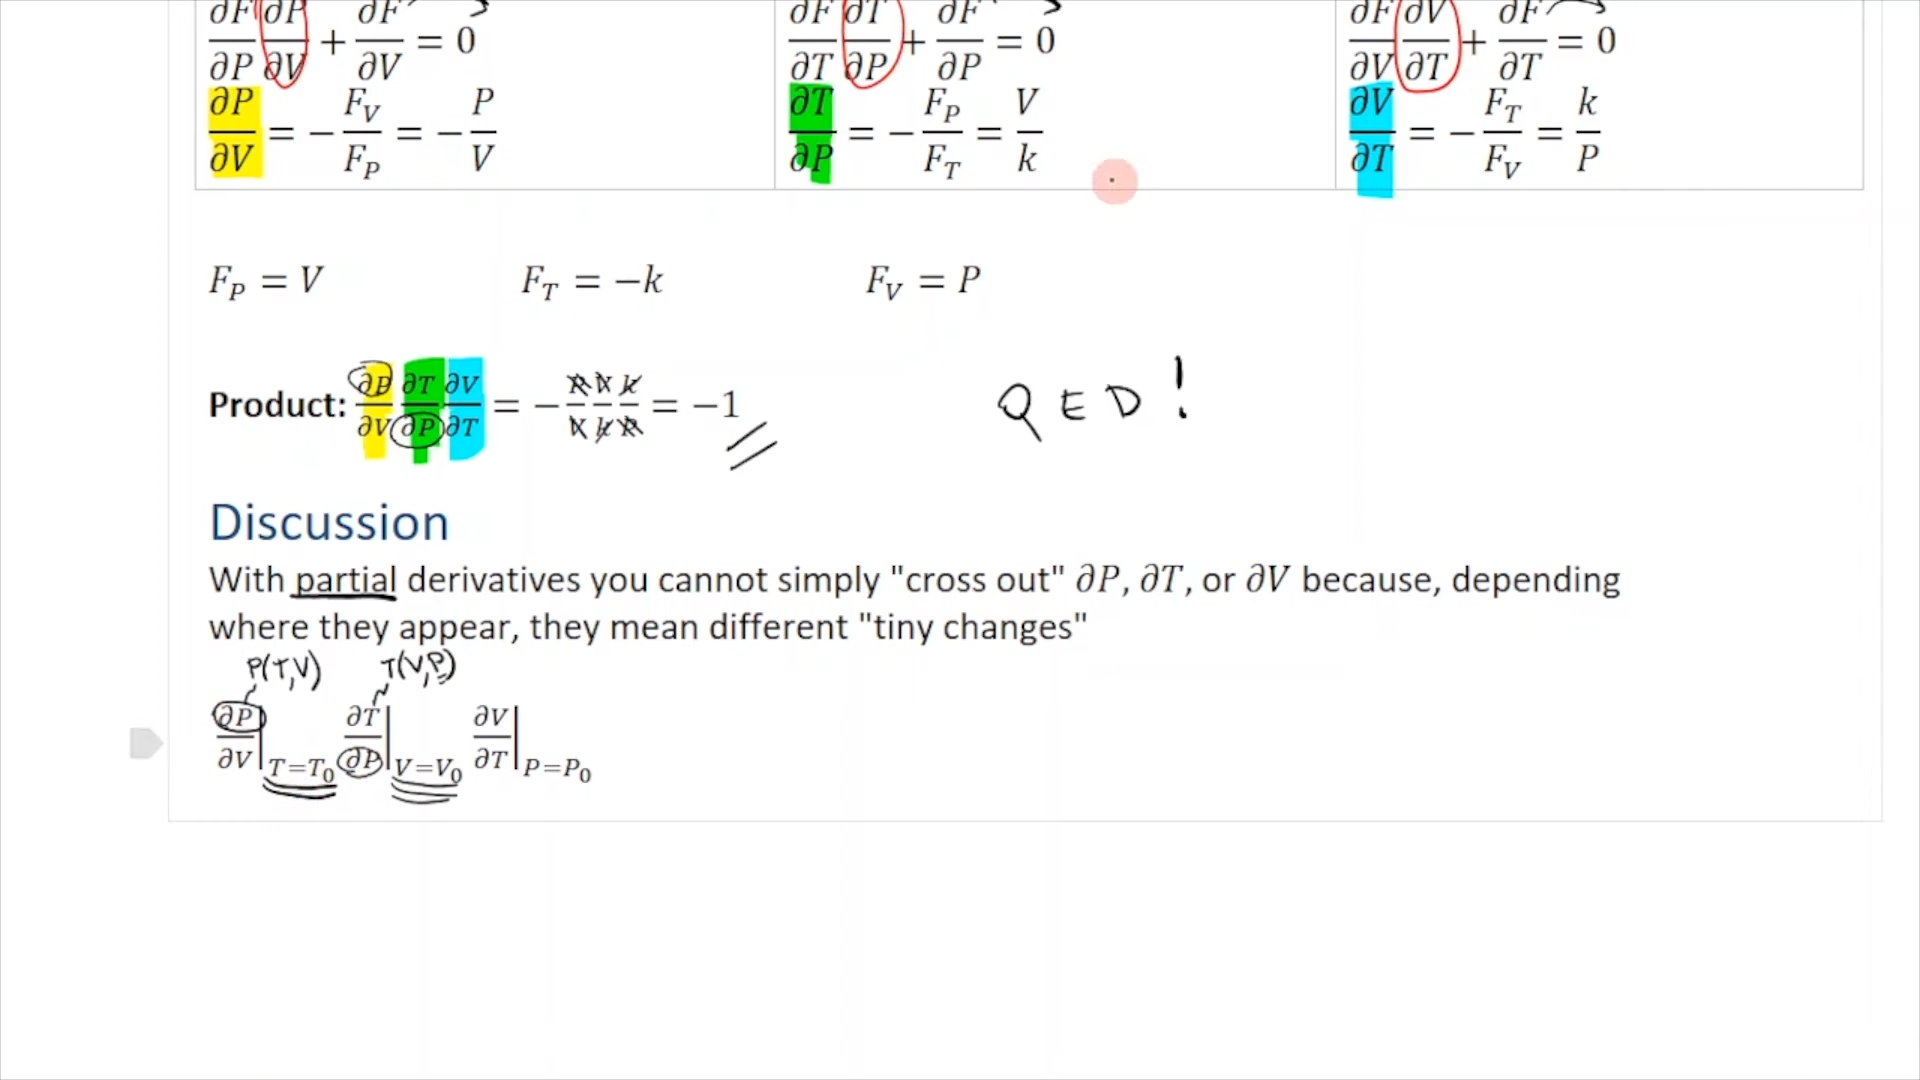 ∂F/∂P ∂P/∂V + ∂F/∂V = 0
∂P/∂V = −F_V/F_P = −P/V
∂F/∂T ∂T/∂P + ∂F/∂P = 0
∂T/∂P = −F_P/F_T = V/k
∂F/∂V ∂V/∂T + ∂F/∂T = 0
∂V/∂T = −F_T/F_V = k/P
F_P = V F_T = −k F_V = P
Product: ∂P/∂V ∂T/∂P ∂V/∂T = − P/V V/k k/P = −1
QED!
Discussion
With partial derivatives you cannot simply "cross out" ∂P, ∂T, or ∂V because, depending
where they appear, they mean different "tiny changes"
P(T,V) T(V,P)
∂P/∂V|T=T₀ ∂T/∂P|V=V₀ ∂V/∂T|P=P₀